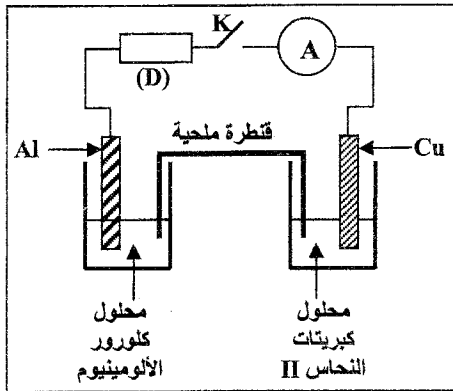 K
A
(D)
قنطرة ملحية
Al
Cu
محلول
كلورور
الألومينيوم
محلول
كبريتات
النحاس II